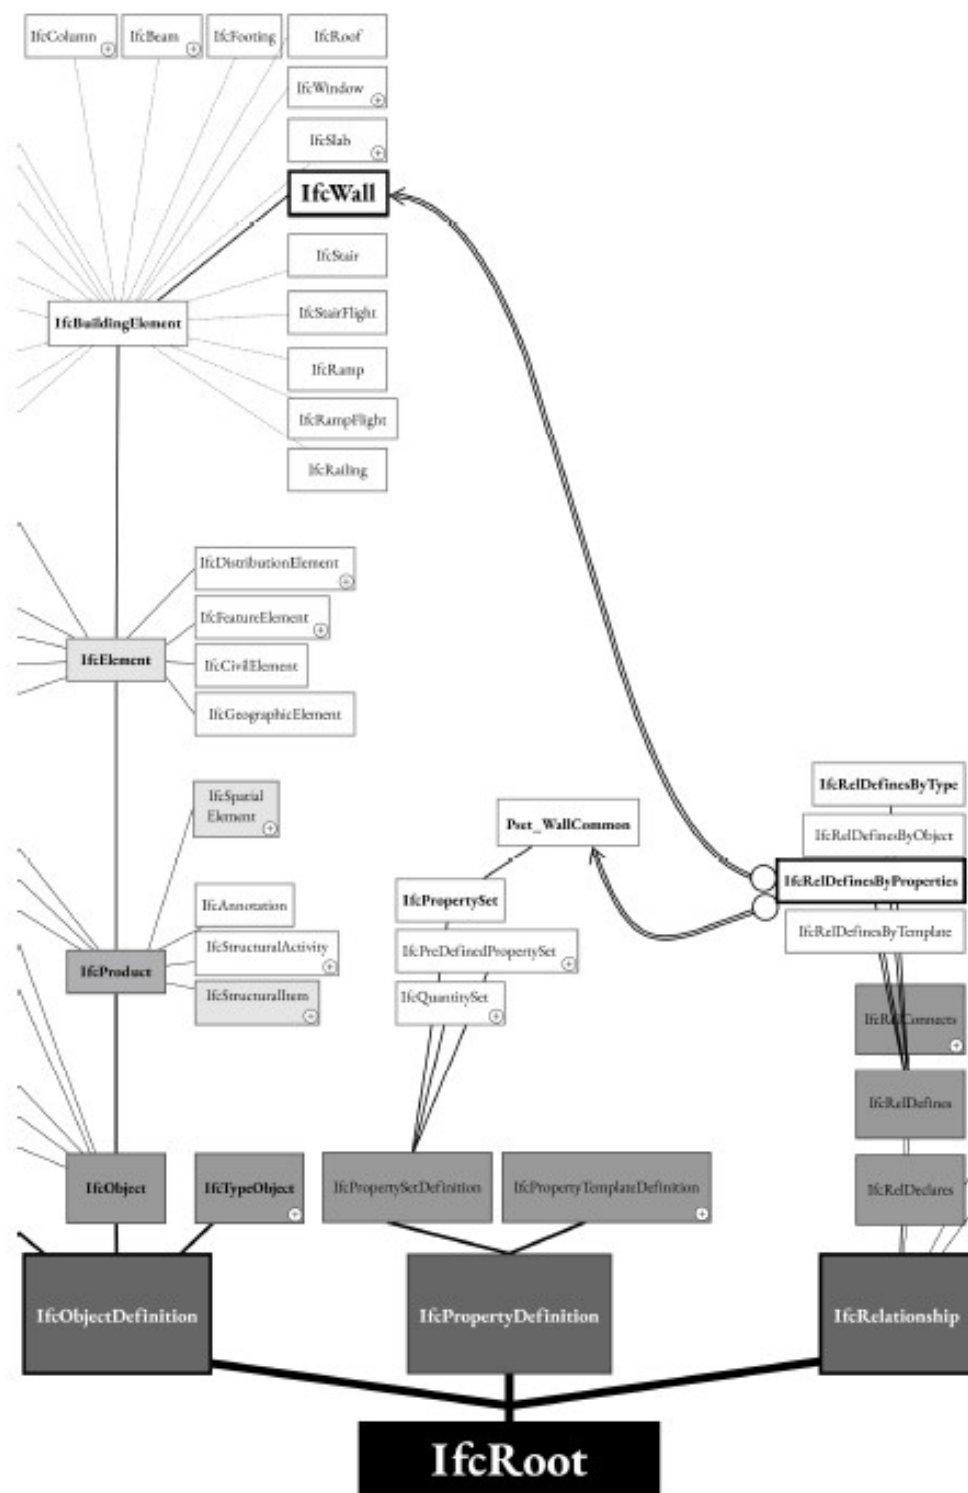 IfcColumn
IfcBeam
IfcFooting
IfcRoof
IfcWindow
IfcSlab
IfcWall
IfcStair
IfcBuildingElement
IfcStairFlight
IfcRamp
IfcRampFlight
IfcRailing
IfcDistributionElement
IfcFeatureElement
IfcElement
IfcCivilElement
IfcGeographicElement
IfcSpatial
Element
IfcAnnotation
IfcStructuralActivity
IfcProduct
IfcStructuralItem
Pset_WallCommon
IfcPropertySet
IfcPreDefinedPropertySet
IfcQuantitySet
IfcRelDefinesByType
IfcRelDefinesByObject
IfcRelDefinesByProperties
IfcRelDefinesByTemplate
IfcRelConnects
IfcRelDefines
IfcRelDeclares
IfcObject
IfcTypeObject
IfcPropertySetDefinition
IfcPropertyTemplateDefinition
IfcObjectDefinition
IfcPropertyDefinition
IfcRelationship
IfcRoot